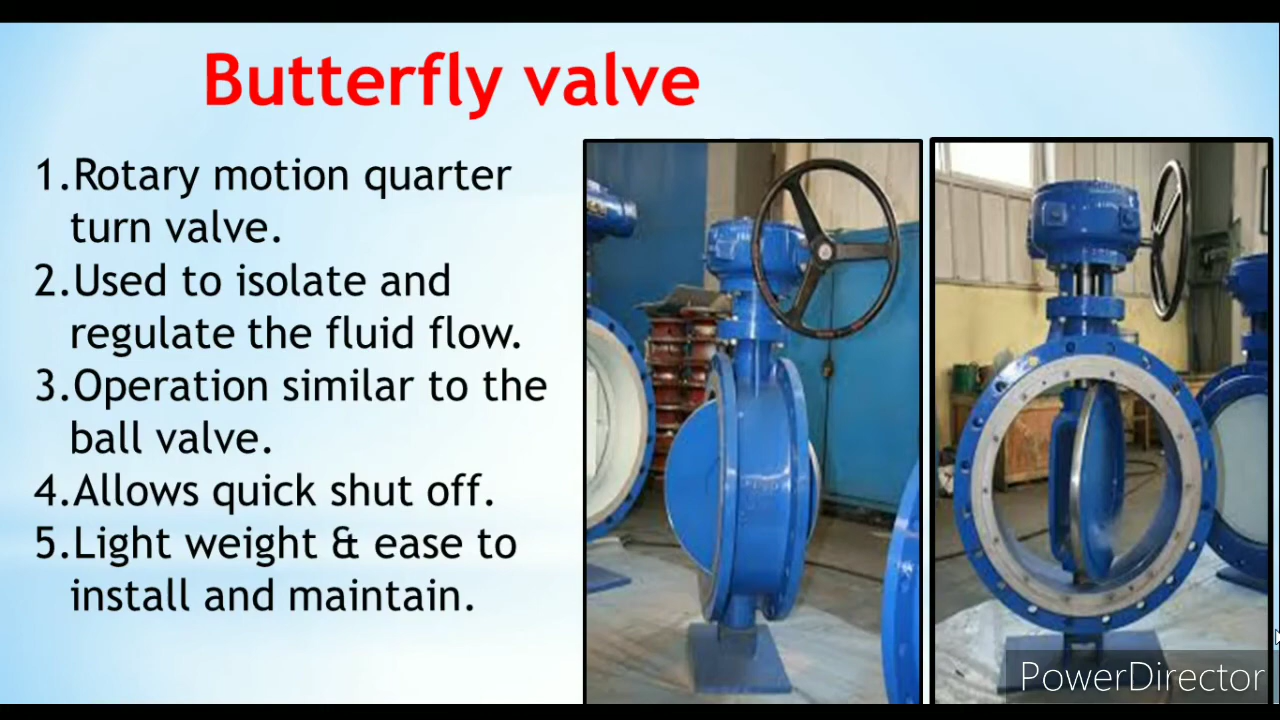 Butterfly valve
1.Rotary motion quarter
turn valve.
2.Used to isolate and
regulate the fluid flow.
3.Operation similar to the
ball valve.
4.Allows quick shut off.
5.Light weight & ease to
install and maintain.
PowerDirector